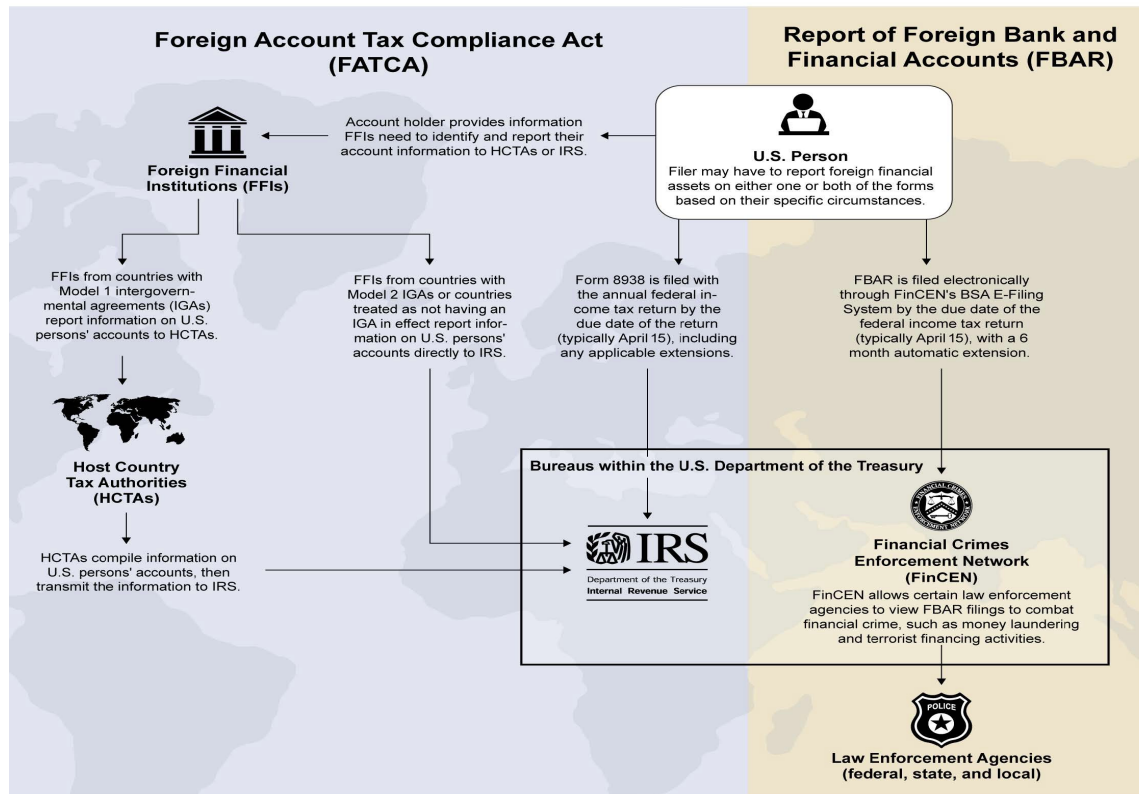 Foreign Account Tax Compliance Act
(FATCA)
Report of Foreign Bank and
Financial Accounts (FBAR)
Account holder provides information
FFIs need to identify and report their
account information to HCTAs or IRS.
Foreign Financial
Institutions (FFIs)
U.S. Person
Filer may have to report foreign financial
assets on either one or both of the forms
based on their specific circumstances.
FFIs from countries with
Model 1 intergovern-
mental agreements (IGAs)
report information on U.S.
persons' accounts to HCTAs.
FFIs from countries with
Model 2 IGAs or countries
treated as not having an
IGA in effect report infor-
mation on U.S. persons'
accounts directly to IRS.
Form 8938 is filed with
the annual federal in-
come tax return by the
due date of the return
(typically April 15), including
any applicable extensions.
FBAR is filed electronically
through FinCEN's BSA E-Filing
System by the due date of the
federal income tax return
(typically April 15), with a 6
month automatic extension.
Host Country
Tax Authorities
(HCTAs)
HCTAs compile information on
U.S. persons' accounts, then
transmit the information to IRS.
Bureaus within the U.S. Department of the Treasury
IRS
Department of the Treasury
Internal Revenue Service
FINANCIAL CRIMES
ENFORCEMENT NETWORK
Financial Crimes
Enforcement Network
(FinCEN)
FinCEN allows certain law enforcement
agencies to view FBAR filings to combat
financial crime, such as money laundering
and terrorist financing activities.
POLICE
Law Enforcement Agencies
(federal, state, and local)